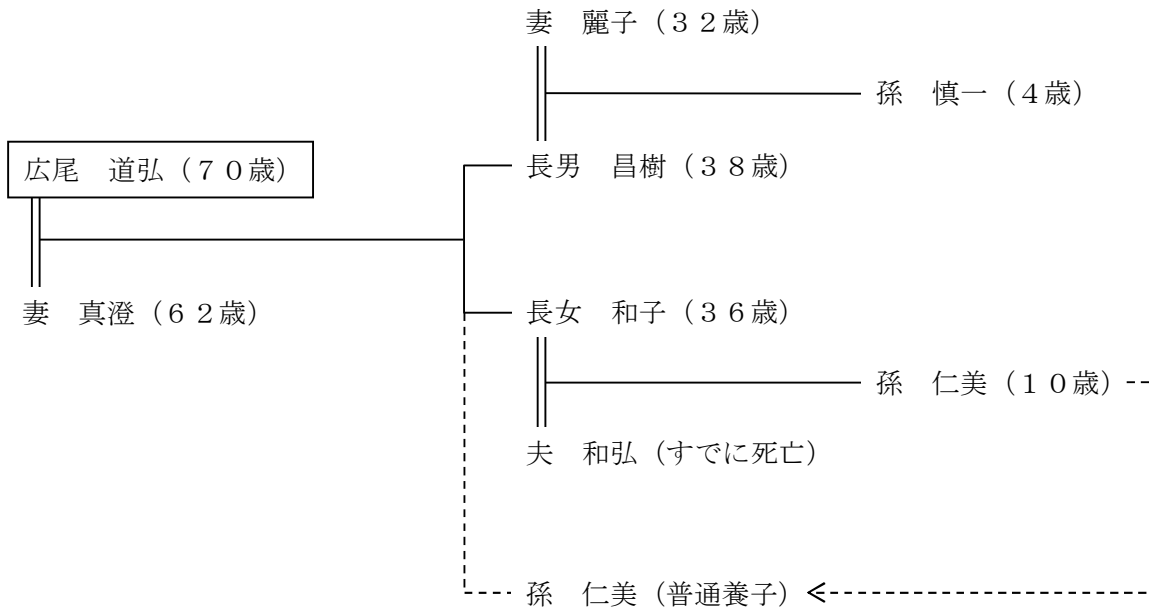 妻　麗子（３２歳）
孫　慎一（４歳）
広尾　道弘（７０歳）
長男　昌樹（３８歳）
妻　真澄（６２歳）
長女　和子（３６歳）
孫　仁美（１０歳）
夫　和弘（すでに死亡）
孫　仁美（普通養子）